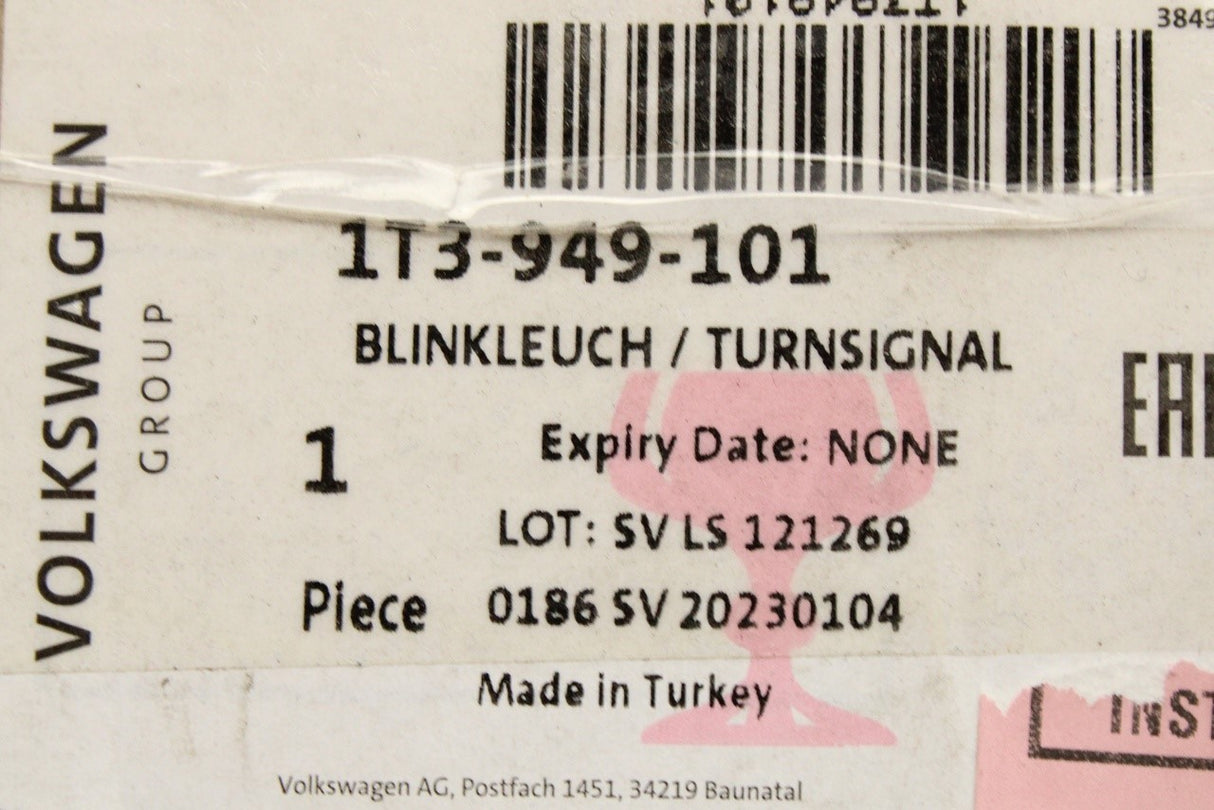 3849
VOLKSWAGEN
GROUP
1T3-949-101
BLINKLEUCH / TURNSIGNAL
1
Expiry Date: NONE
LOT: SV LS 121269
Piece 0186 SV 20230104
Made in Turkey
Volkswagen AG, Postfach 1451, 34219 Baunatal